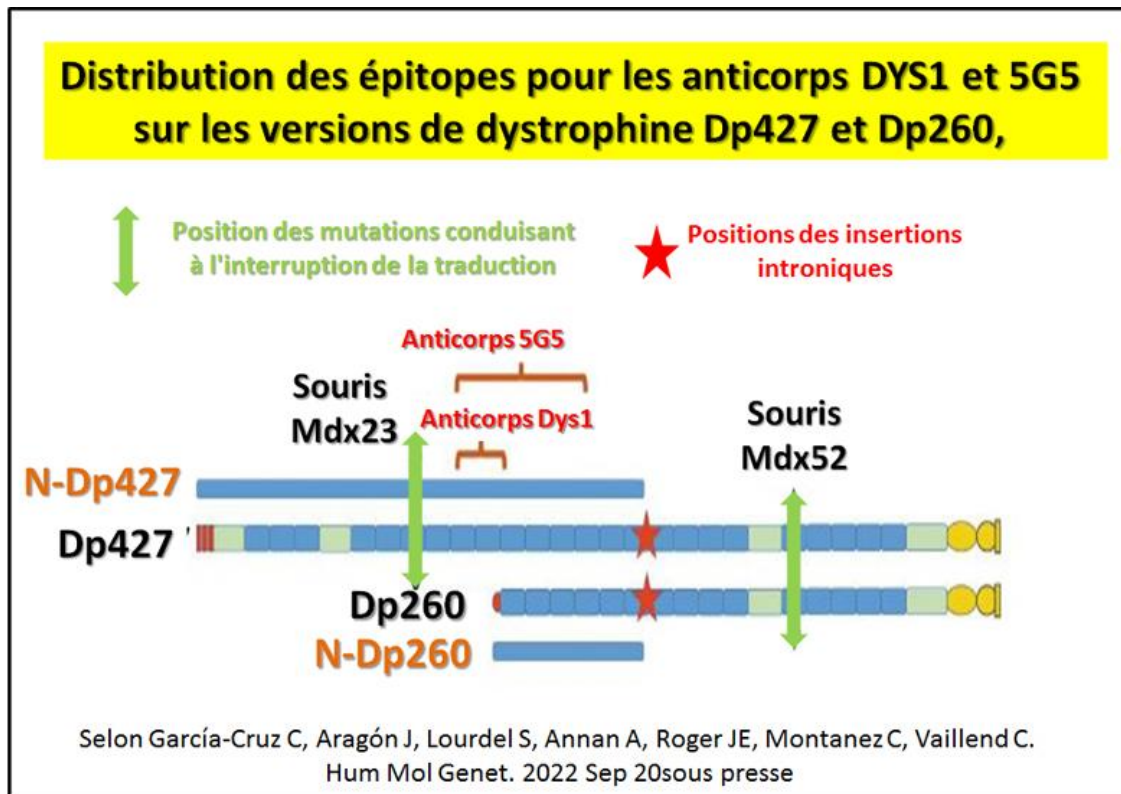 Distribution des épitopes pour les anticorps DYS1 et 5G5
sur les versions de dystrophine Dp427 et Dp260,
Position des mutations conduisant
à l'interruption de la traduction
Positions des insertions
introniques
Anticorps 5G5
Souris
Mdx23
Anticorps Dys1
Souris
Mdx52
N-Dp427
Dp427 '
Dp260
N-Dp260
Selon García-Cruz C, Aragón J, Lourdel S, Annan A, Roger JE, Montanez C, Vaillend C.
Hum Mol Genet. 2022 Sep 20sous presse